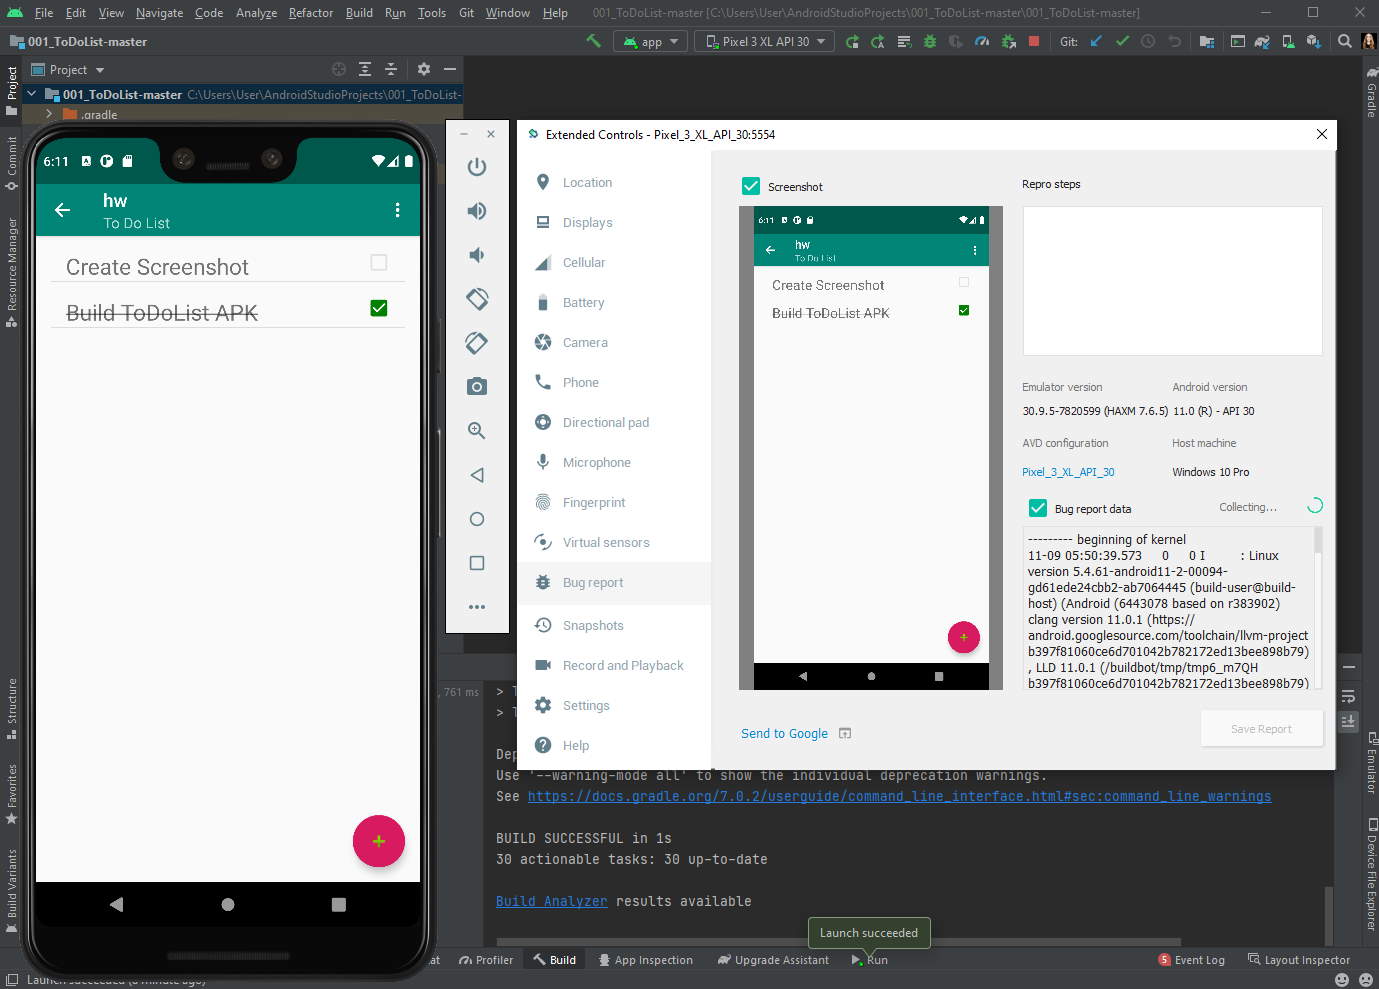 File Edit View Navigate Code Analyze Refactor Build Run Tools Git Window Help 001_ToDoList-master [C:\Users\User\AndroidStudioProjects\001_ToDoList-master\001_ToDoList-master]
001_ToDoList-master
app
Pixel 3 XL API 30
Git:
Project
001_ToDoList-master C:\Users\User\AndroidStudioProjects\001_ToDoList-
.gradle
Project
Commit
Resource Manager
Structure
Favorites
Build Variants
6:11
hw
To Do List
Create Screenshot
Build ToDoList APK
+
Extended Controls - Pixel_3_XL_API_30:5554
Location
Displays
Cellular
Battery
Camera
Phone
Directional pad
Microphone
Fingerprint
Virtual sensors
Bug report
Snapshots
Record and Playback
Settings
Help
Screenshot
6:11
hw
To Do List
Create Screenshot
Build ToDoList APK
+
Send to Google
Repro steps
Emulator version
Android version
30.9.5-7820599 (HAXM 7.6.5)
11.0 (R) - API 30
AVD configuration
Host machine
Pixel_3_XL_API_30
Windows 10 Pro
Bug report data
Collecting...
--------- beginning of kernel
11-09 05:50:39.573 0 0 I : Linux
version 5.4.61-android11-2-00094-
gd61ede24cbb2-ab7064445 (build-user@build-
host) (Android (6443078 based on r383902)
clang version 11.0.1 (https://
android.googlesource.com/toolchain/llvm-project
b397f81060ce6d701042b782172ed13bee898b79)
, LLD 11.0.1 (/buildbot/tmp/tmp6_m7QH
b397f81060ce6d701042b782172ed13bee898b79)
Save Report
Gradle
Emulator
Device File Explorer
, 761 ms
> T
> T
Dep
Use '--warning-mode all' to show the individual deprecation warnings.
See https://docs.gradle.org/7.0.2/userguide/command_line_interface.html#sec:command_line_warnings
BUILD SUCCESSFUL in 1s
30 actionable tasks: 30 up-to-date
Build Analyzer results available
Launch succeeded
at
Profiler
Build
App Inspection
Upgrade Assistant
Run
5 Event Log
Layout Inspector
Launch succeeded (a minute ago)